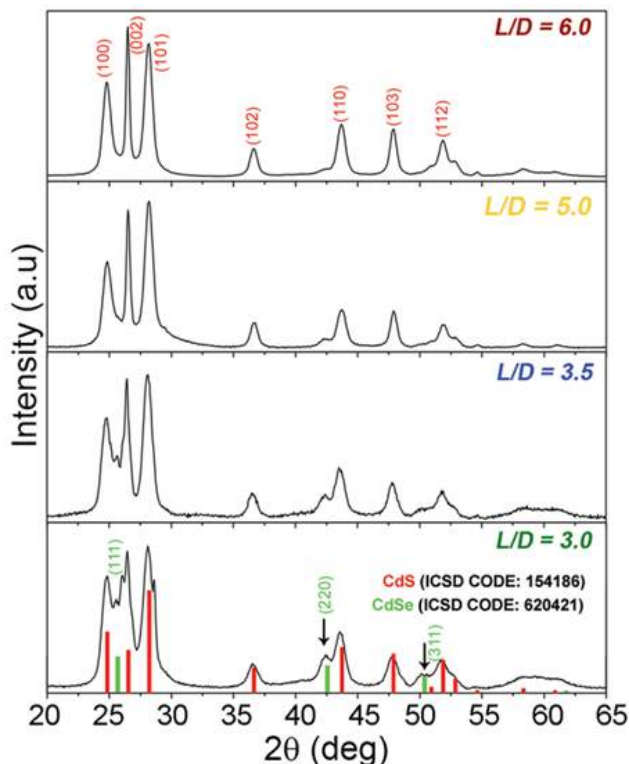 L/D = 6.0
(100)
(002)
(101)
(102)
(110)
(103)
(112)
L/D = 5.0
L/D = 3.5
L/D = 3.0
(111)
(220)
(311)
CdS (ICSD CODE: 154186)
CdSe (ICSD CODE: 620421)
Intensity (a.u)
20 25 30 35 40 45 50 55 60 65
2θ (deg)